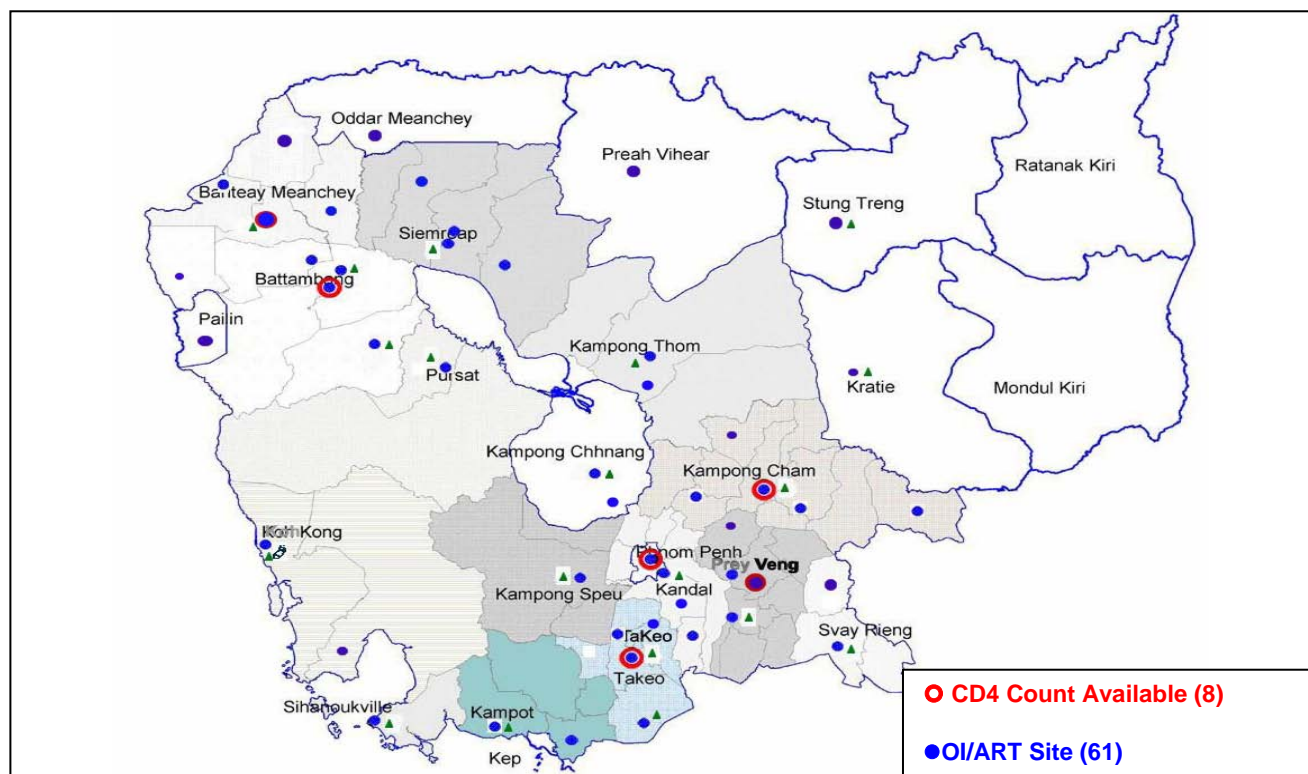 Oddar Meanchey
Preah Vihear
Ratanak Kiri
Banteay Meanchey
Stung Treng
Siemreap
Battambang
Pailin
Kampong Thom
Pursat
Kratie
Mondul Kiri
Kampong Chhnang
Kampong Cham
Koh Kong
Phnom Penh
Prey Veng
Kampong Speu
Kandal
TaKeo
Svay Rieng
Takeo
Sihanoukville
Kampot
Kep
CD4 Count Available (8)
OI/ART Site (61)